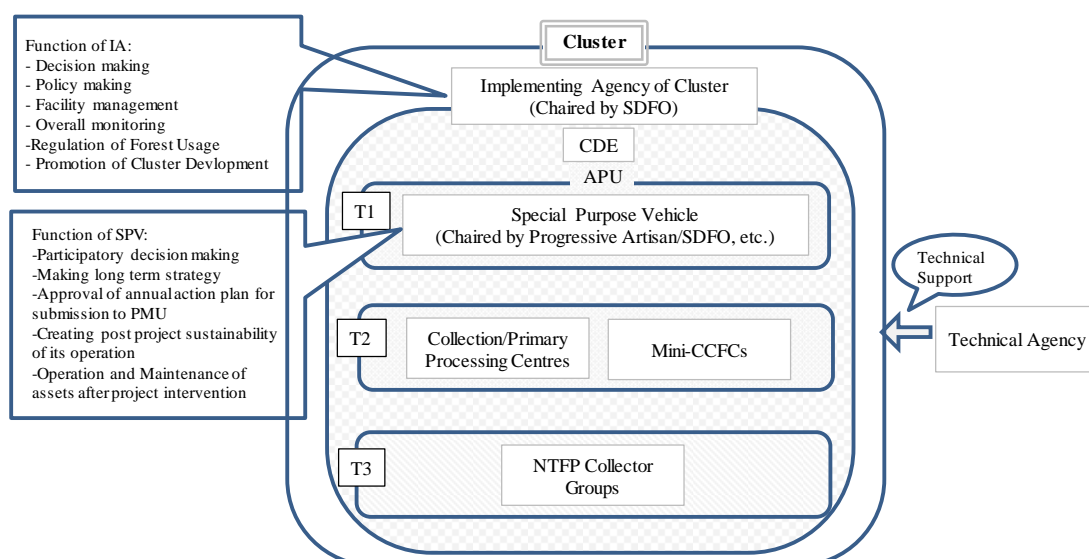 Cluster
Function of IA:
- Decision making
- Policy making
- Facility management
- Overall monitoring
-Regulation of Forest Usage
- Promotion of Cluster Devlopment
Implementing Agency of Cluster
(Chaired by SDFO)
CDE
APU
T1
Special Purpose Vehicle
(Chaired by Progressive Artisan/SDFO, etc.)
Function of SPV:
-Participatory decision making
-Making long term strategy
-Approval of annual action plan for
submission to PMU
-Creating post project sustainability
of its operation
-Operation and Maintenance of
assets after project intervention
T2
Collection/Primary
Processing Centres
Mini-CCFCs
Technical
Support
Technical Agency
T3
NTFP Collector
Groups